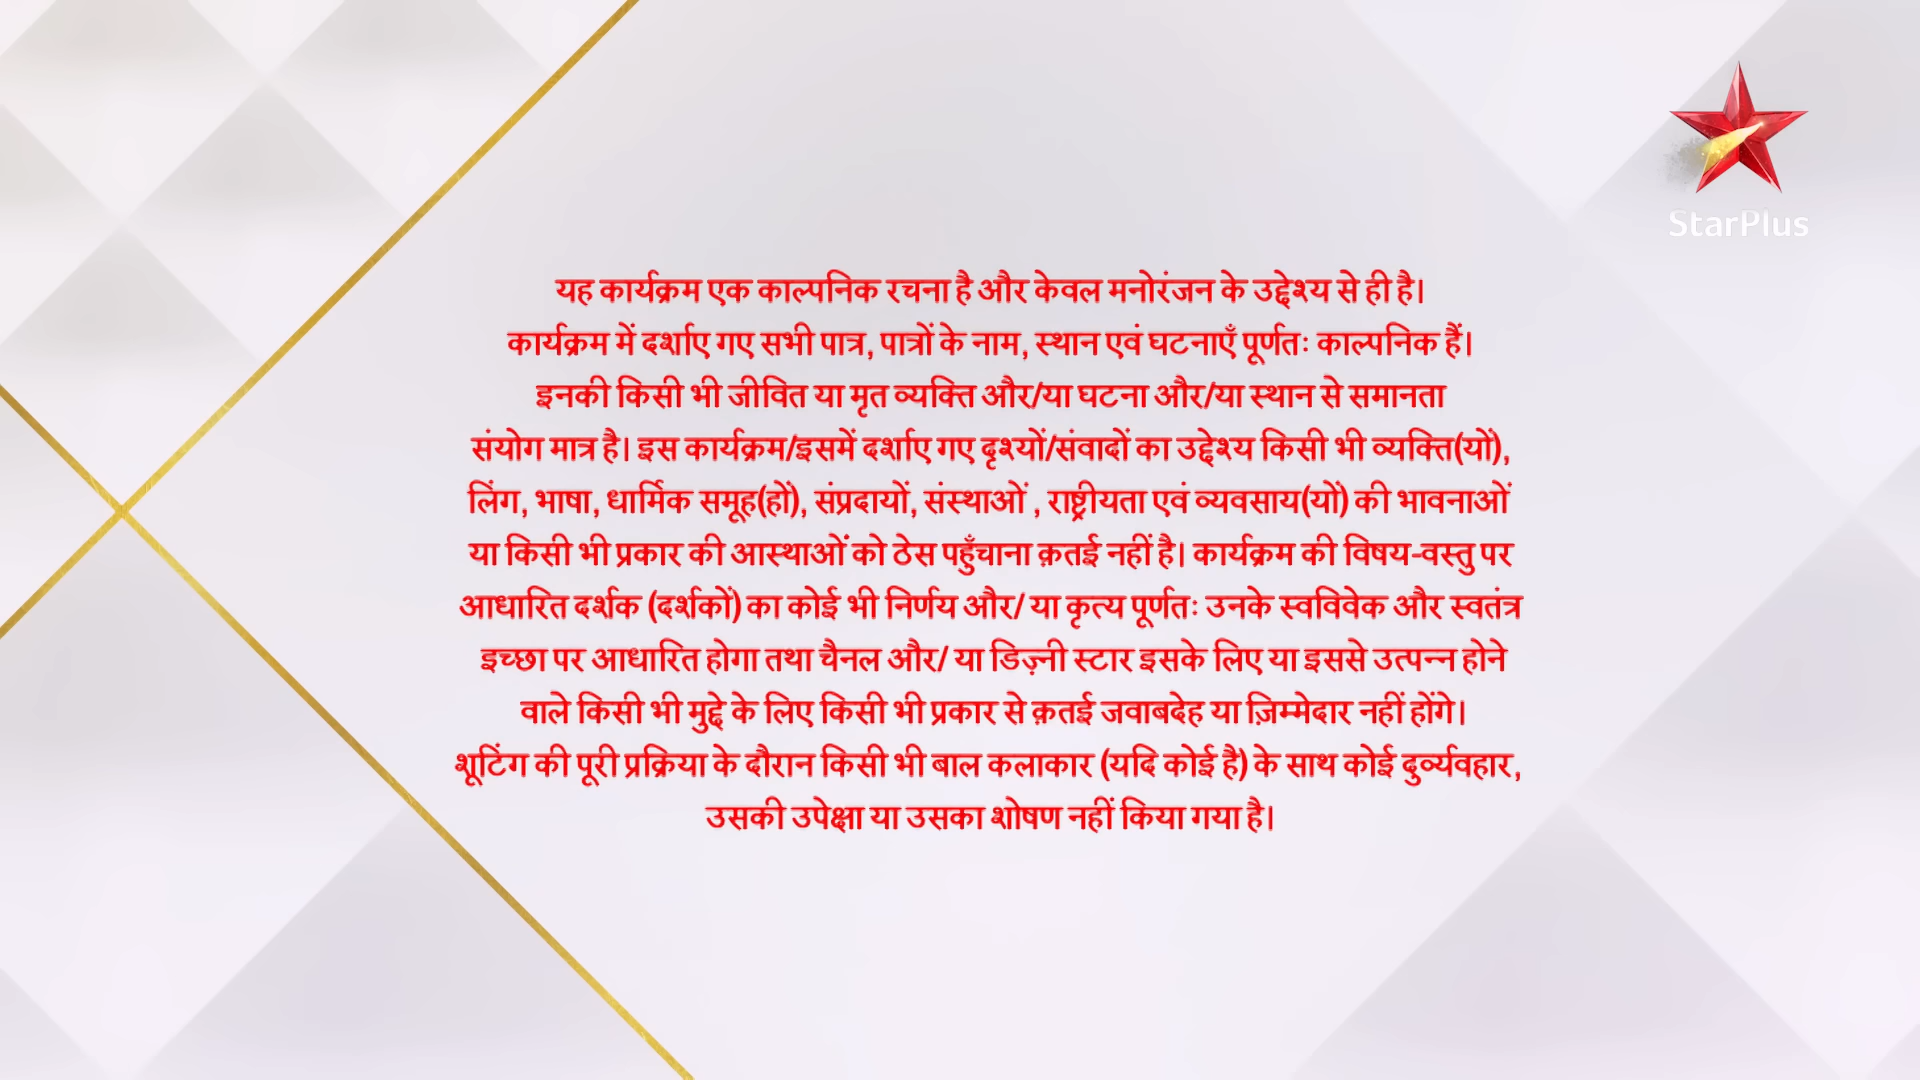 StarPlus
यह कार्यक्रम एक काल्पनिक रचना है और केवल मनोरंजन के उद्देश्य से ही है।
कार्यक्रम में दर्शाए गए सभी पात्र, पात्रों के नाम, स्थान एवं घटनाएँ पूर्णतः काल्पनिक हैं।
इनकी किसी भी जीवित या मृत व्यक्ति और/या घटना और/या स्थान से समानता
संयोग मात्र है। इस कार्यक्रम/इसमें दर्शाए गए दृश्यों/संवादों का उद्देश्य किसी भी व्यक्ति(यों),
लिंग, भाषा, धार्मिक समूह(हों), संप्रदायों, संस्थाओं , राष्ट्रीयता एवं व्यवसाय(यों) की भावनाओं
या किसी भी प्रकार की आस्थाओं को ठेस पहुँचाना क़तई नहीं है। कार्यक्रम की विषय-वस्तु पर
आधारित दर्शक (दर्शकों) का कोई भी निर्णय और/ या कृत्य पूर्णतः उनके स्वविवेक और स्वतंत्र
इच्छा पर आधारित होगा तथा चैनल और/ या डिज़्नी स्टार इसके लिए या इससे उत्पन्न होने
वाले किसी भी मुद्दे के लिए किसी भी प्रकार से क़तई जवाबदेह या ज़िम्मेदार नहीं होंगे।
शूटिंग की पूरी प्रक्रिया के दौरान किसी भी बाल कलाकार (यदि कोई है) के साथ कोई दुर्व्यवहार,
उसकी उपेक्षा या उसका शोषण नहीं किया गया है।